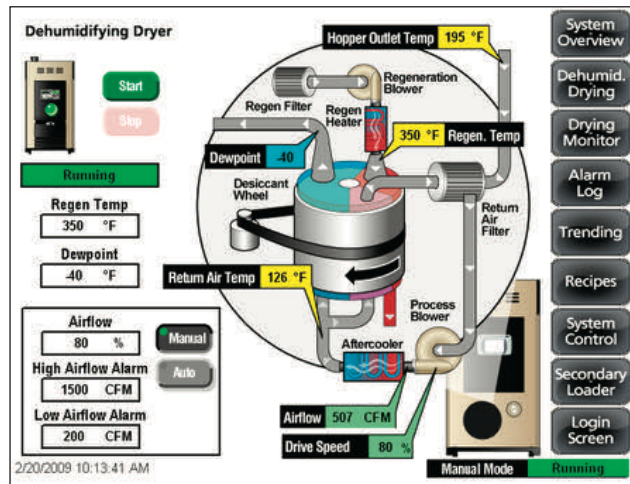 Dehumidifying Dryer
Start
Stop
Running
Regen Temp
350 °F
Dewpoint
-40 °F
Airflow
80 %
Manual
High Airflow Alarm
1500 CFM
Auto
Low Airflow Alarm
200 CFM
2/20/2009 10:13:41 AM
Hopper Outlet Temp 195 °F
Regeneration
Blower
Regen Filter
Regen
Heater
350 °F Regen. Temp
Dewpoint -40
Desiccant
Wheel
Return
Air
Filter
Return Air Temp 126 °F
Process
Blower
Aftercooler
Airflow 507 CFM
Drive Speed 80 %
Manual Mode Running
System
Overview
Dehumid.
Drying
Drying
Monitor
Alarm
Log
Trending
Recipes
System
Control
Secondary
Loader
Login
Screen